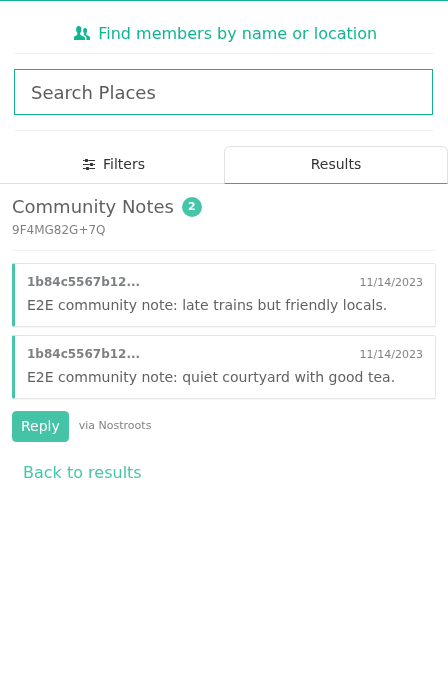 Find members by name or location
Search Places
Filters
Results
Community Notes 2
9F4MG82G+7Q
1b84c5567b12... 11/14/2023
E2E community note: late trains but friendly locals.
1b84c5567b12... 11/14/2023
E2E community note: quiet courtyard with good tea.
Reply via Nostroots
Back to results